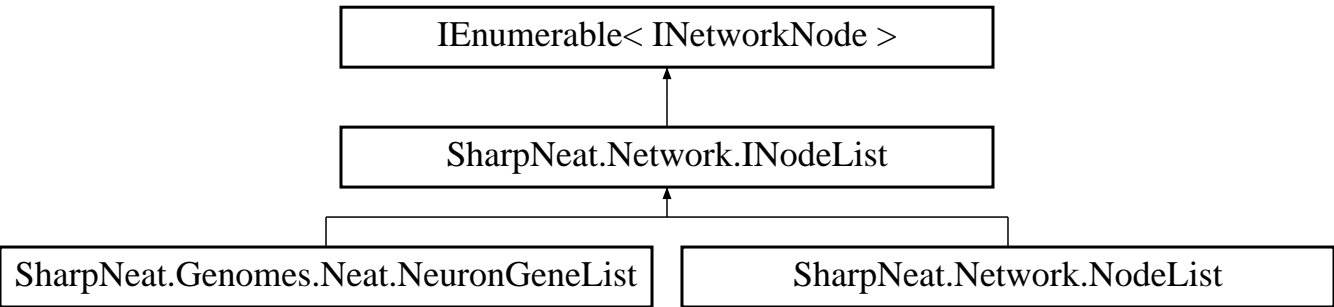 IEnumerable< INetworkNode >
SharpNeat.Network.INodeList
SharpNeat.Genomes.Neat.NeuronGeneList
SharpNeat.Network.NodeList